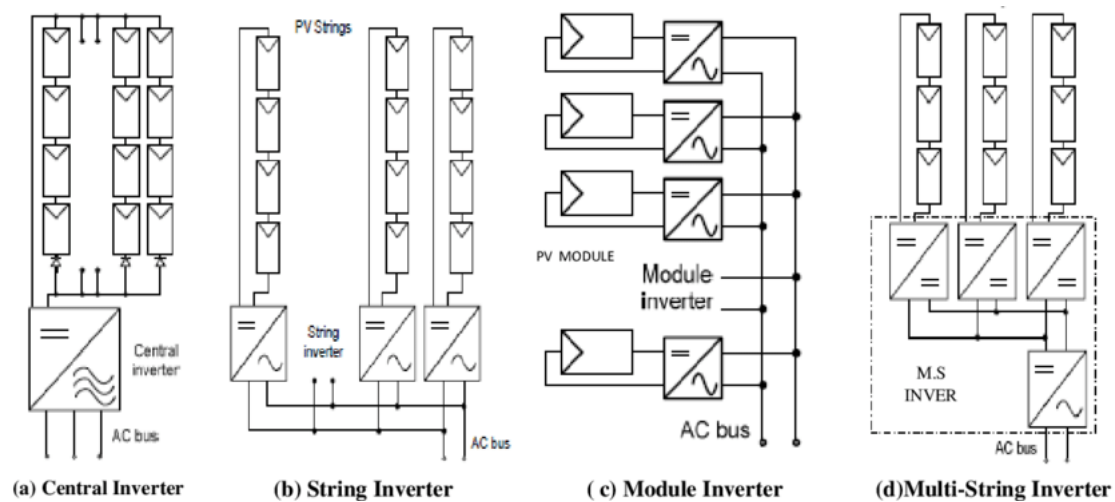 PV Strings
Central
inverter
AC bus
(a) Central Inverter
String
inverter
AC bus
(b) String Inverter
PV MODULE
Module
inverter
AC bus
( c) Module Inverter
M.S
INVER
AC bus
(d)Multi-String Inverter